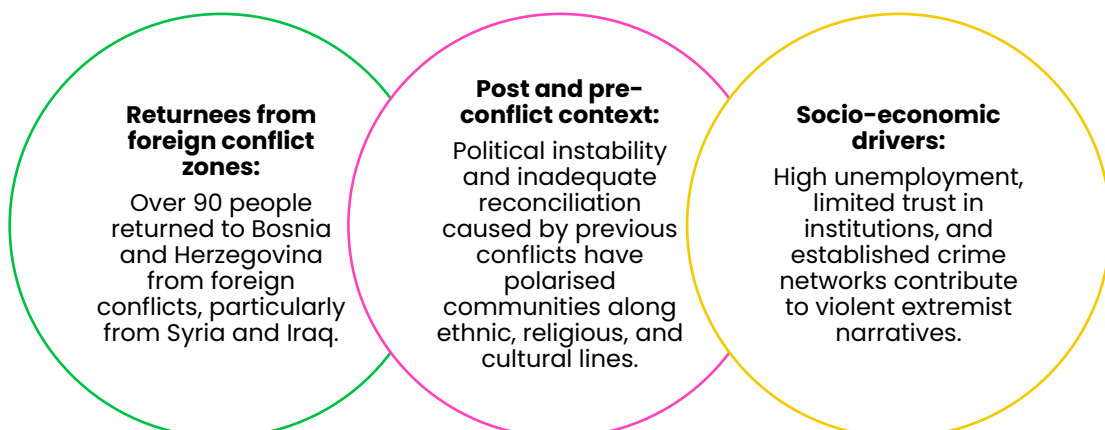 Returnees from
foreign conflict
zones:
Over 90 people
returned to Bosnia
and Herzegovina
from foreign
conflicts, particularly
from Syria and Iraq.
Post and pre-
conflict context:
Political instability
and inadequate
reconciliation
caused by previous
conflicts have
polarised
communities along
ethnic, religious, and
cultural lines.
Socio-economic
drivers:
High unemployment,
limited trust in
institutions, and
established crime
networks contribute
to violent extremist
narratives.